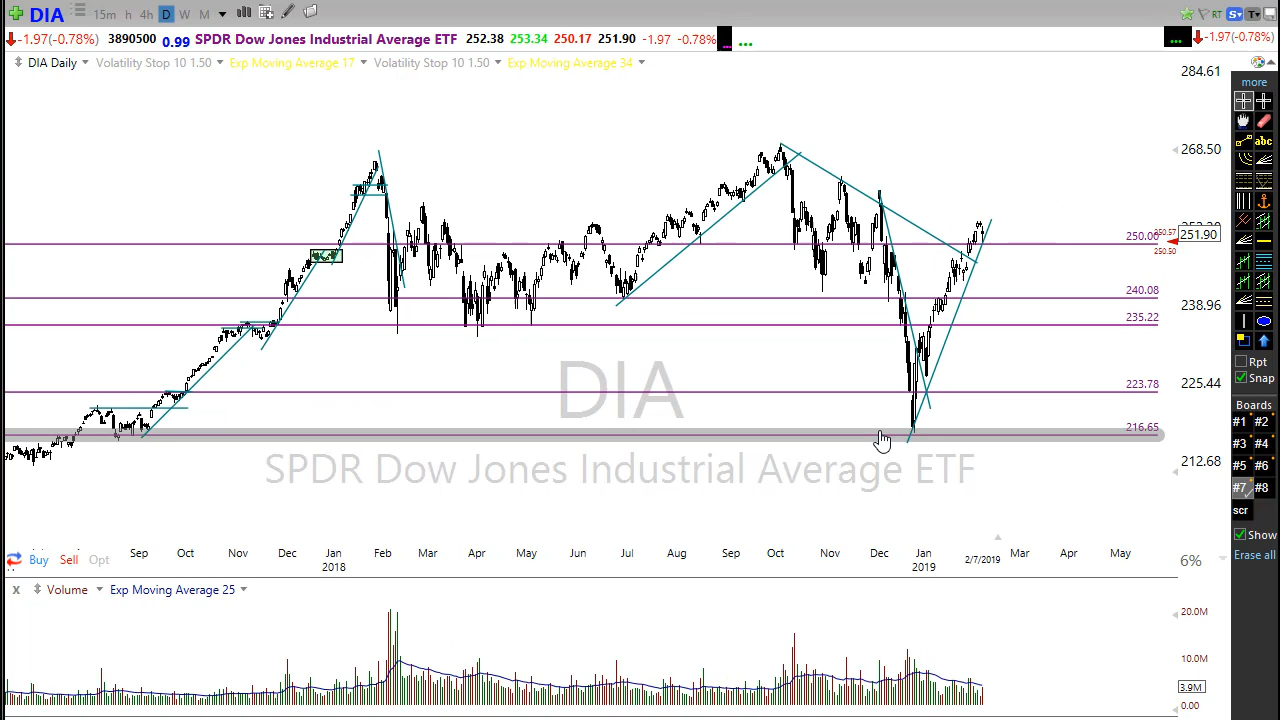 DIA 15m h 4h D W M
-1.97(-0.78%) 3890500 0.99 SPDR Dow Jones Industrial Average ETF 252.38 253.34 250.17 251.90 -1.97 -0.78% ... ... -1.97(-0.78%)
RT S T
DIA Daily Volatility Stop 10 1.50 Exp Moving Average 17 Volatility Stop 10 1.50 Exp Moving Average 34
more
284.61
abc
268.50
250.00
250.57
251.90
250.50
240.08
238.96
235.22
Rpt
Snap
223.78
225.44
DIA
Boards
#1 #2
216.65
#3 #4
212.68
SPDR Dow Jones Industrial Average ETF
#5 #6
#7 #8
scr
Show
Erase all
Buy Sell Opt
Sep Oct Nov Dec Jan Feb Mar Apr May Jun Jul Aug Sep Oct Nov Dec Jan Mar Apr May
2018 2019 2/7/2019
6%
X Volume Exp Moving Average 25
20.0M
10.0M
3.9M
0.00